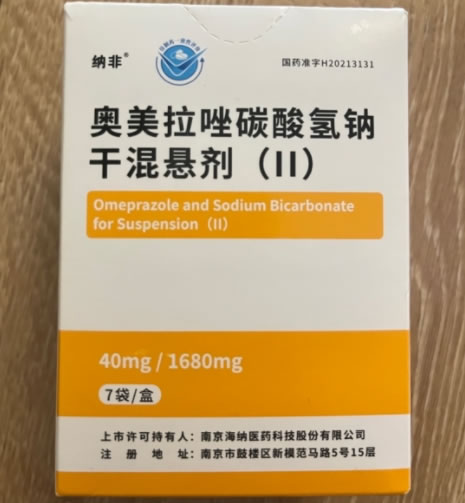 纳非®
国药准字H20213131
奥美拉唑碳酸氢钠
干混悬剂（II）
Omeprazole and Sodium Bicarbonate
for Suspension（II）
40mg / 1680mg
7袋/盒
上市许可持有人：南京海纳医药科技股份有限公司
注 册 地 址：南京市鼓楼区新模范马路5号15层